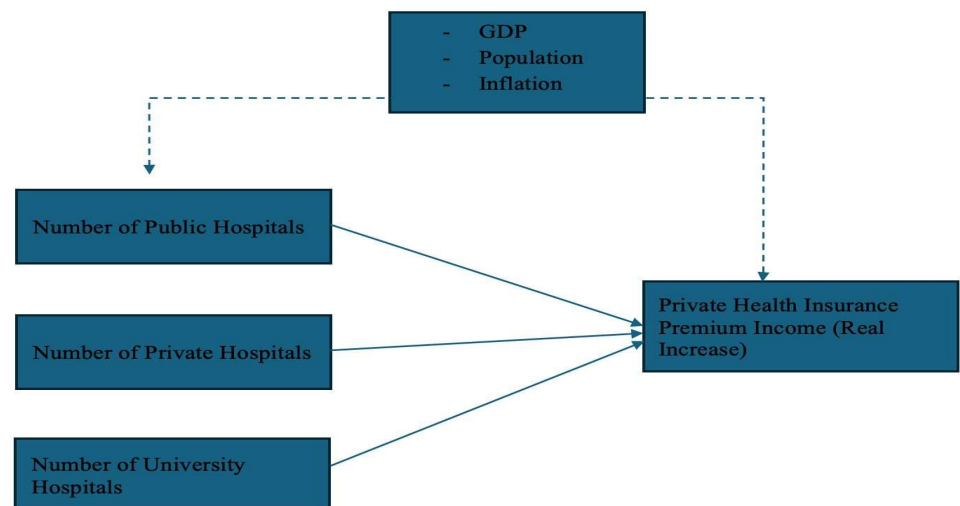 - GDP
- Population
- Inflation
Number of Public Hospitals
Number of Private Hospitals
Number of University
Hospitals
Private Health Insurance
Premium Income (Real
Increase)